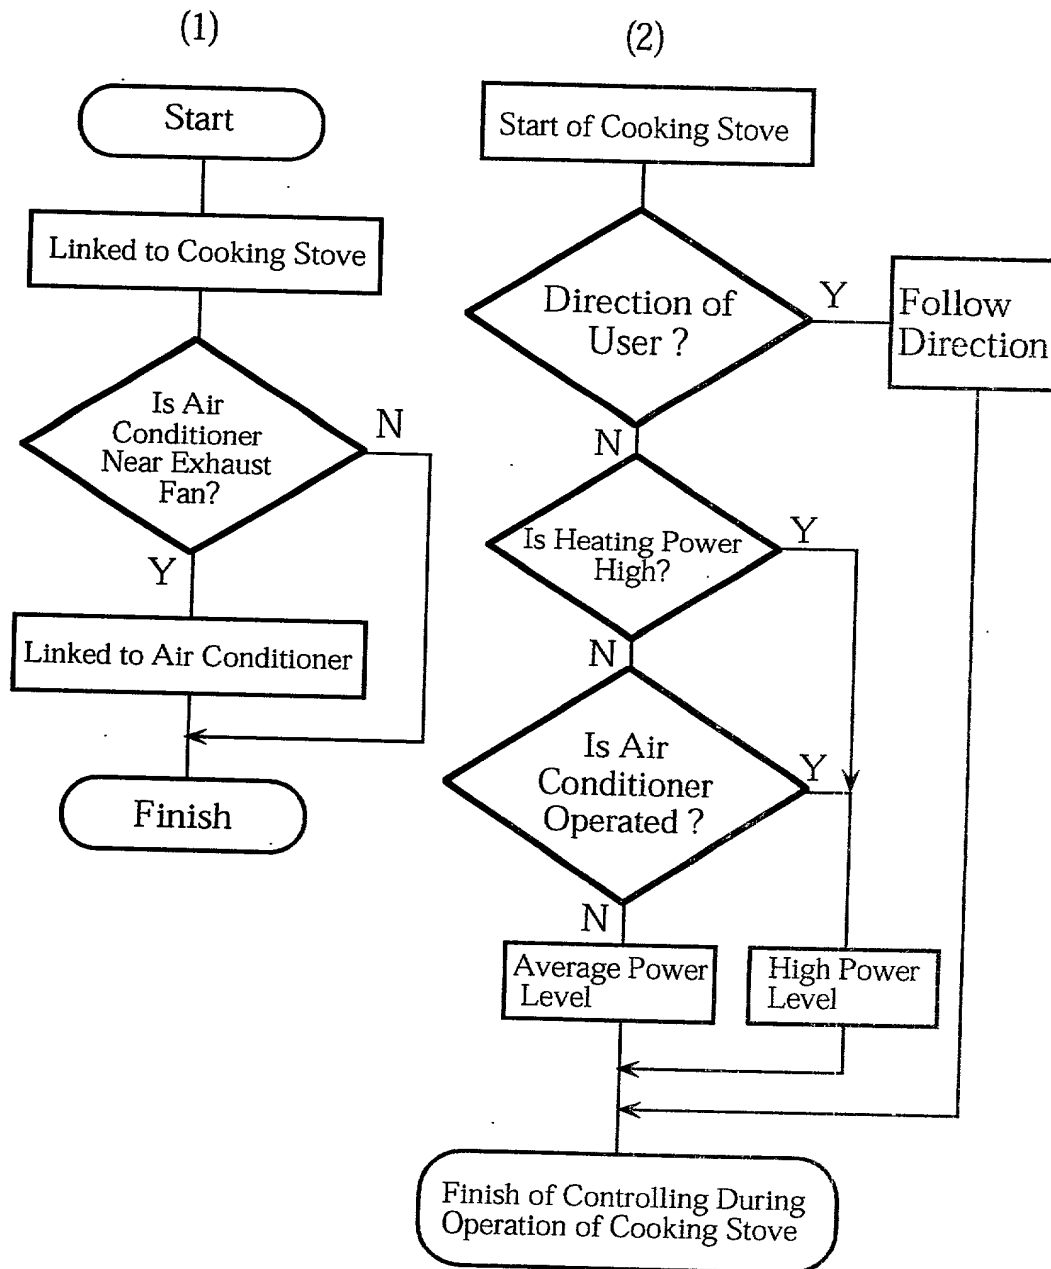 (1)
Start
Linked to Cooking Stove
Is Air
Conditioner
Near Exhaust
Fan?
N
Y
Linked to Air Conditioner
Finish
(2)
Start of Cooking Stove
Direction of
User ?
Y
Follow
Direction
N
Is Heating Power
High?
Y
N
Is Air
Conditioner
Operated ?
Y
N
Average Power
Level
High Power
Level
Finish of Controlling During
Operation of Cooking Stove